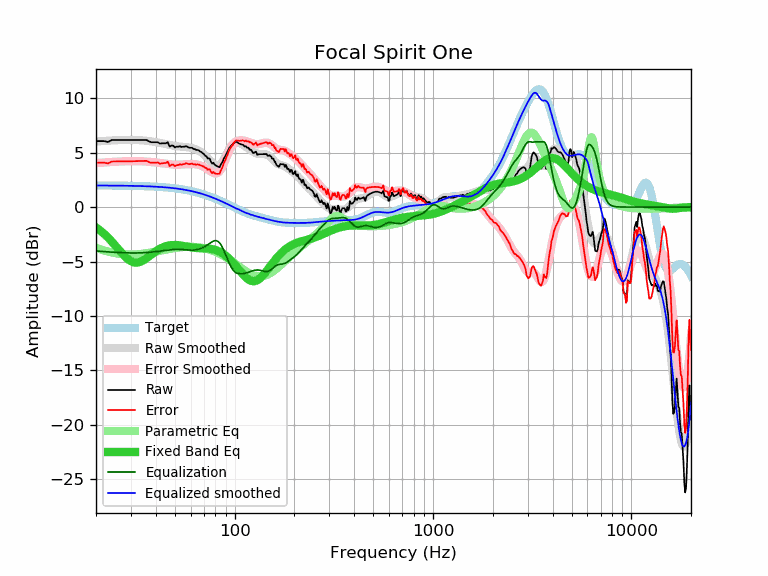 Focal Spirit One
10
5
0
−5
−10
−15
−20
−25
Amplitude (dBr)
Target
Raw Smoothed
Error Smoothed
Raw
Error
Parametric Eq
Fixed Band Eq
Equalization
Equalized smoothed
100 1000 10000
Frequency (Hz)